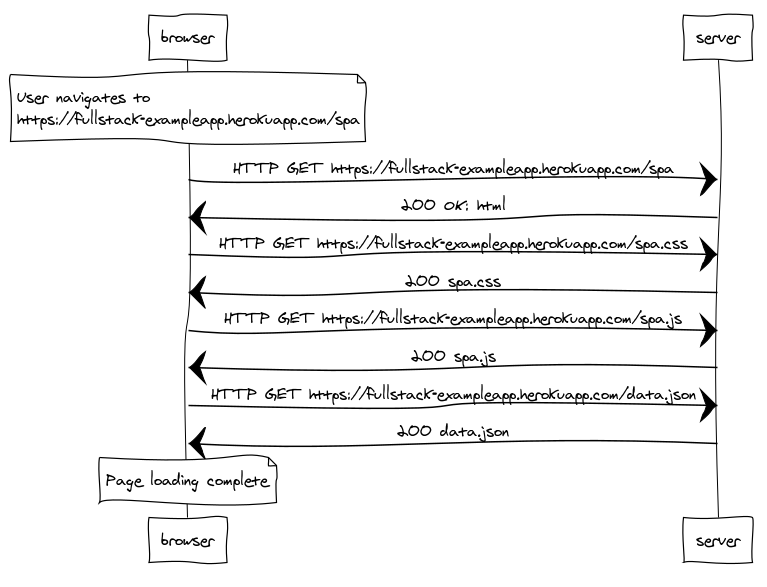 browser
server
User navigates to
https://fullstack-exampleapp.herokuapp.com/spa
HTTP GET https://fullstack-exampleapp.herokuapp.com/spa
200 OK: html
HTTP GET https://fullstack-exampleapp.herokuapp.com/spa.css
200 spa.css
HTTP GET https://fullstack-exampleapp.herokuapp.com/spa.js
200 spa.js
HTTP GET https://fullstack-exampleapp.herokuapp.com/data.json
200 data.json
Page loading complete
browser
server